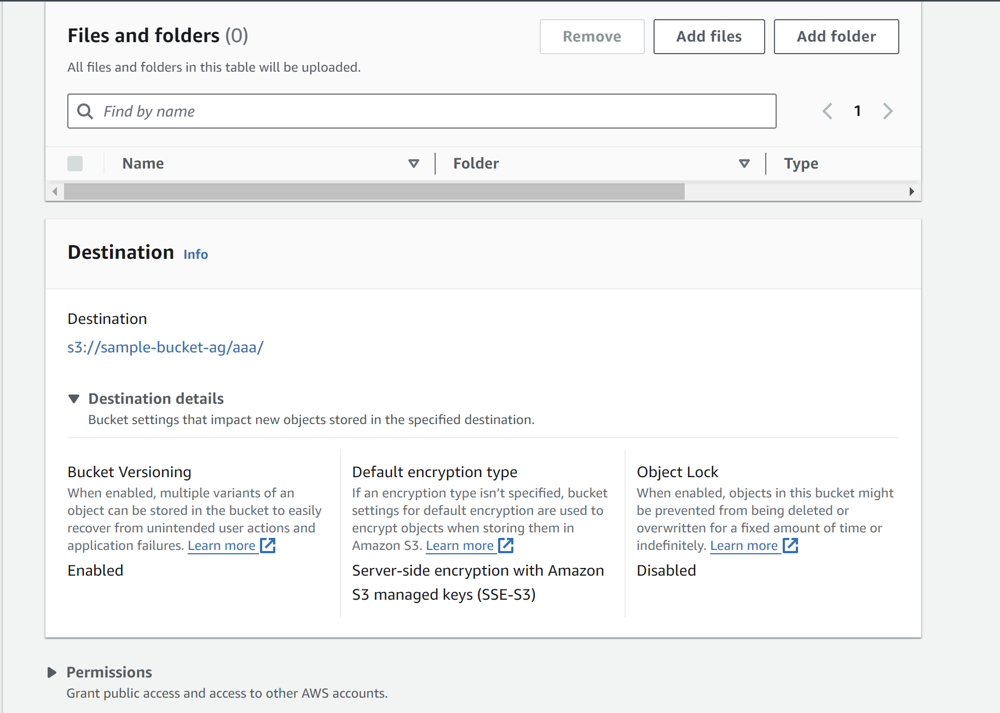 Files and folders (0)
Remove
Add files
Add folder
All files and folders in this table will be uploaded.
Find by name
1
Name
Folder
Type
Destination Info
Destination
s3://sample-bucket-ag/aaa/
Destination details
Bucket settings that impact new objects stored in the specified destination.
Bucket Versioning
When enabled, multiple variants of an
object can be stored in the bucket to easily
recover from unintended user actions and
application failures. Learn more
Enabled
Default encryption type
If an encryption type isn’t specified, bucket
settings for default encryption are used to
encrypt objects when storing them in
Amazon S3. Learn more
Server-side encryption with Amazon
S3 managed keys (SSE-S3)
Object Lock
When enabled, objects in this bucket might
be prevented from being deleted or
overwritten for a fixed amount of time or
indefinitely. Learn more
Disabled
Permissions
Grant public access and access to other AWS accounts.